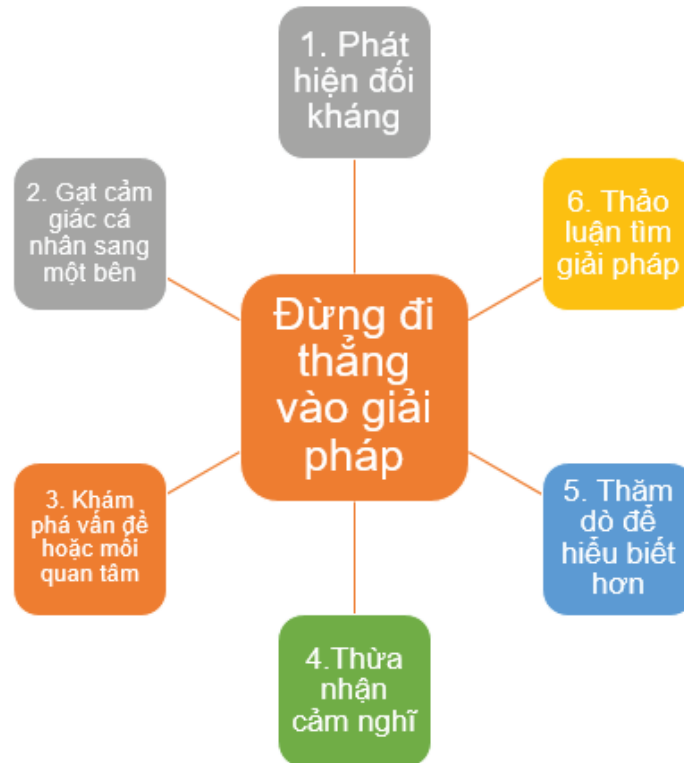 1. Phát
hiện đối
kháng
2. Gạt cảm
giác cá
nhân sang
một bên
6. Thảo
luận tìm
giải pháp
Đừng đi
thẳng
vào giải
pháp
3. Khám
phá vấn đề
hoặc mối
quan tâm
5. Thăm
dò để
hiểu biết
hơn
4.Thừa
nhận
cảm nghĩ